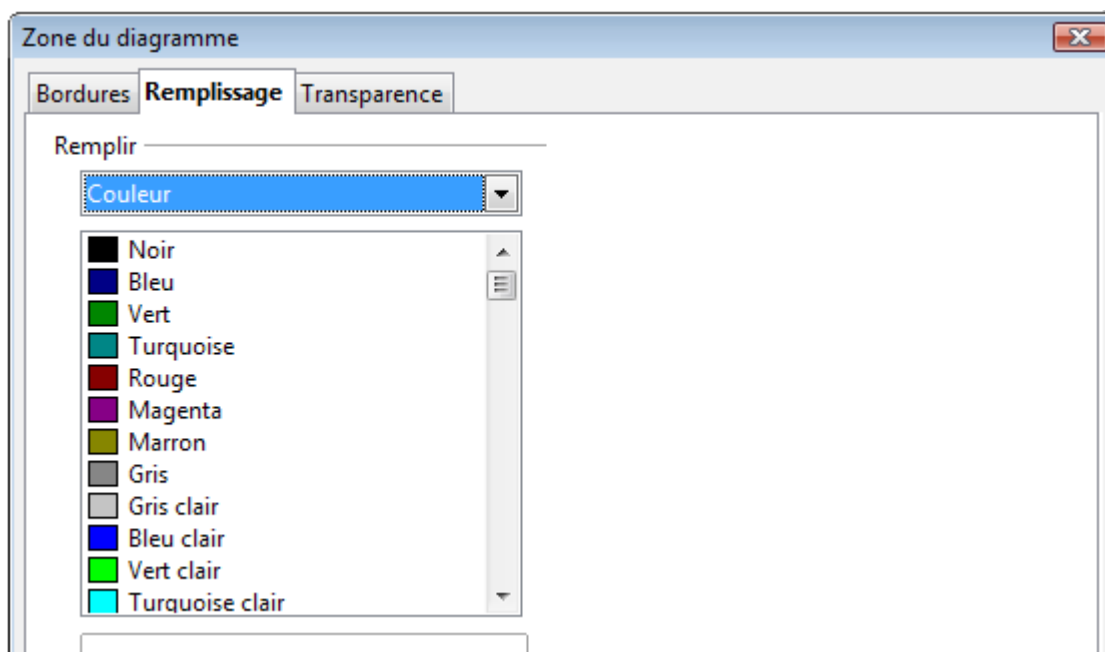 Zone du diagramme
Bordures Remplissage Transparence
Remplir
Couleur
Noir
Bleu
Vert
Turquoise
Rouge
Magenta
Marron
Gris
Gris clair
Bleu clair
Vert clair
Turquoise clair